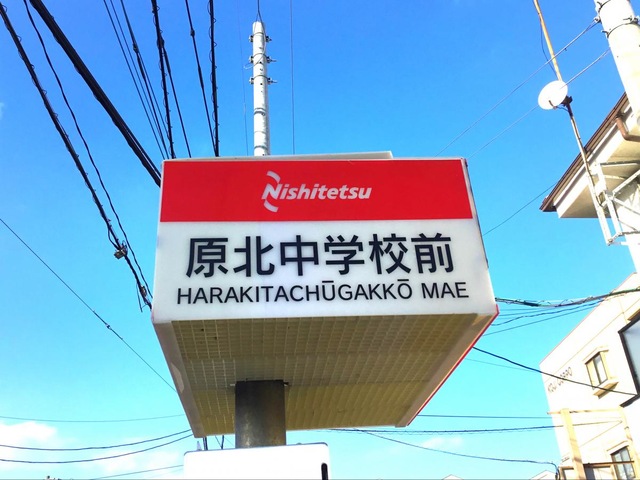 Nishitetsu
原北中学校前
HARAKITACHŪGAKKŌ MAE